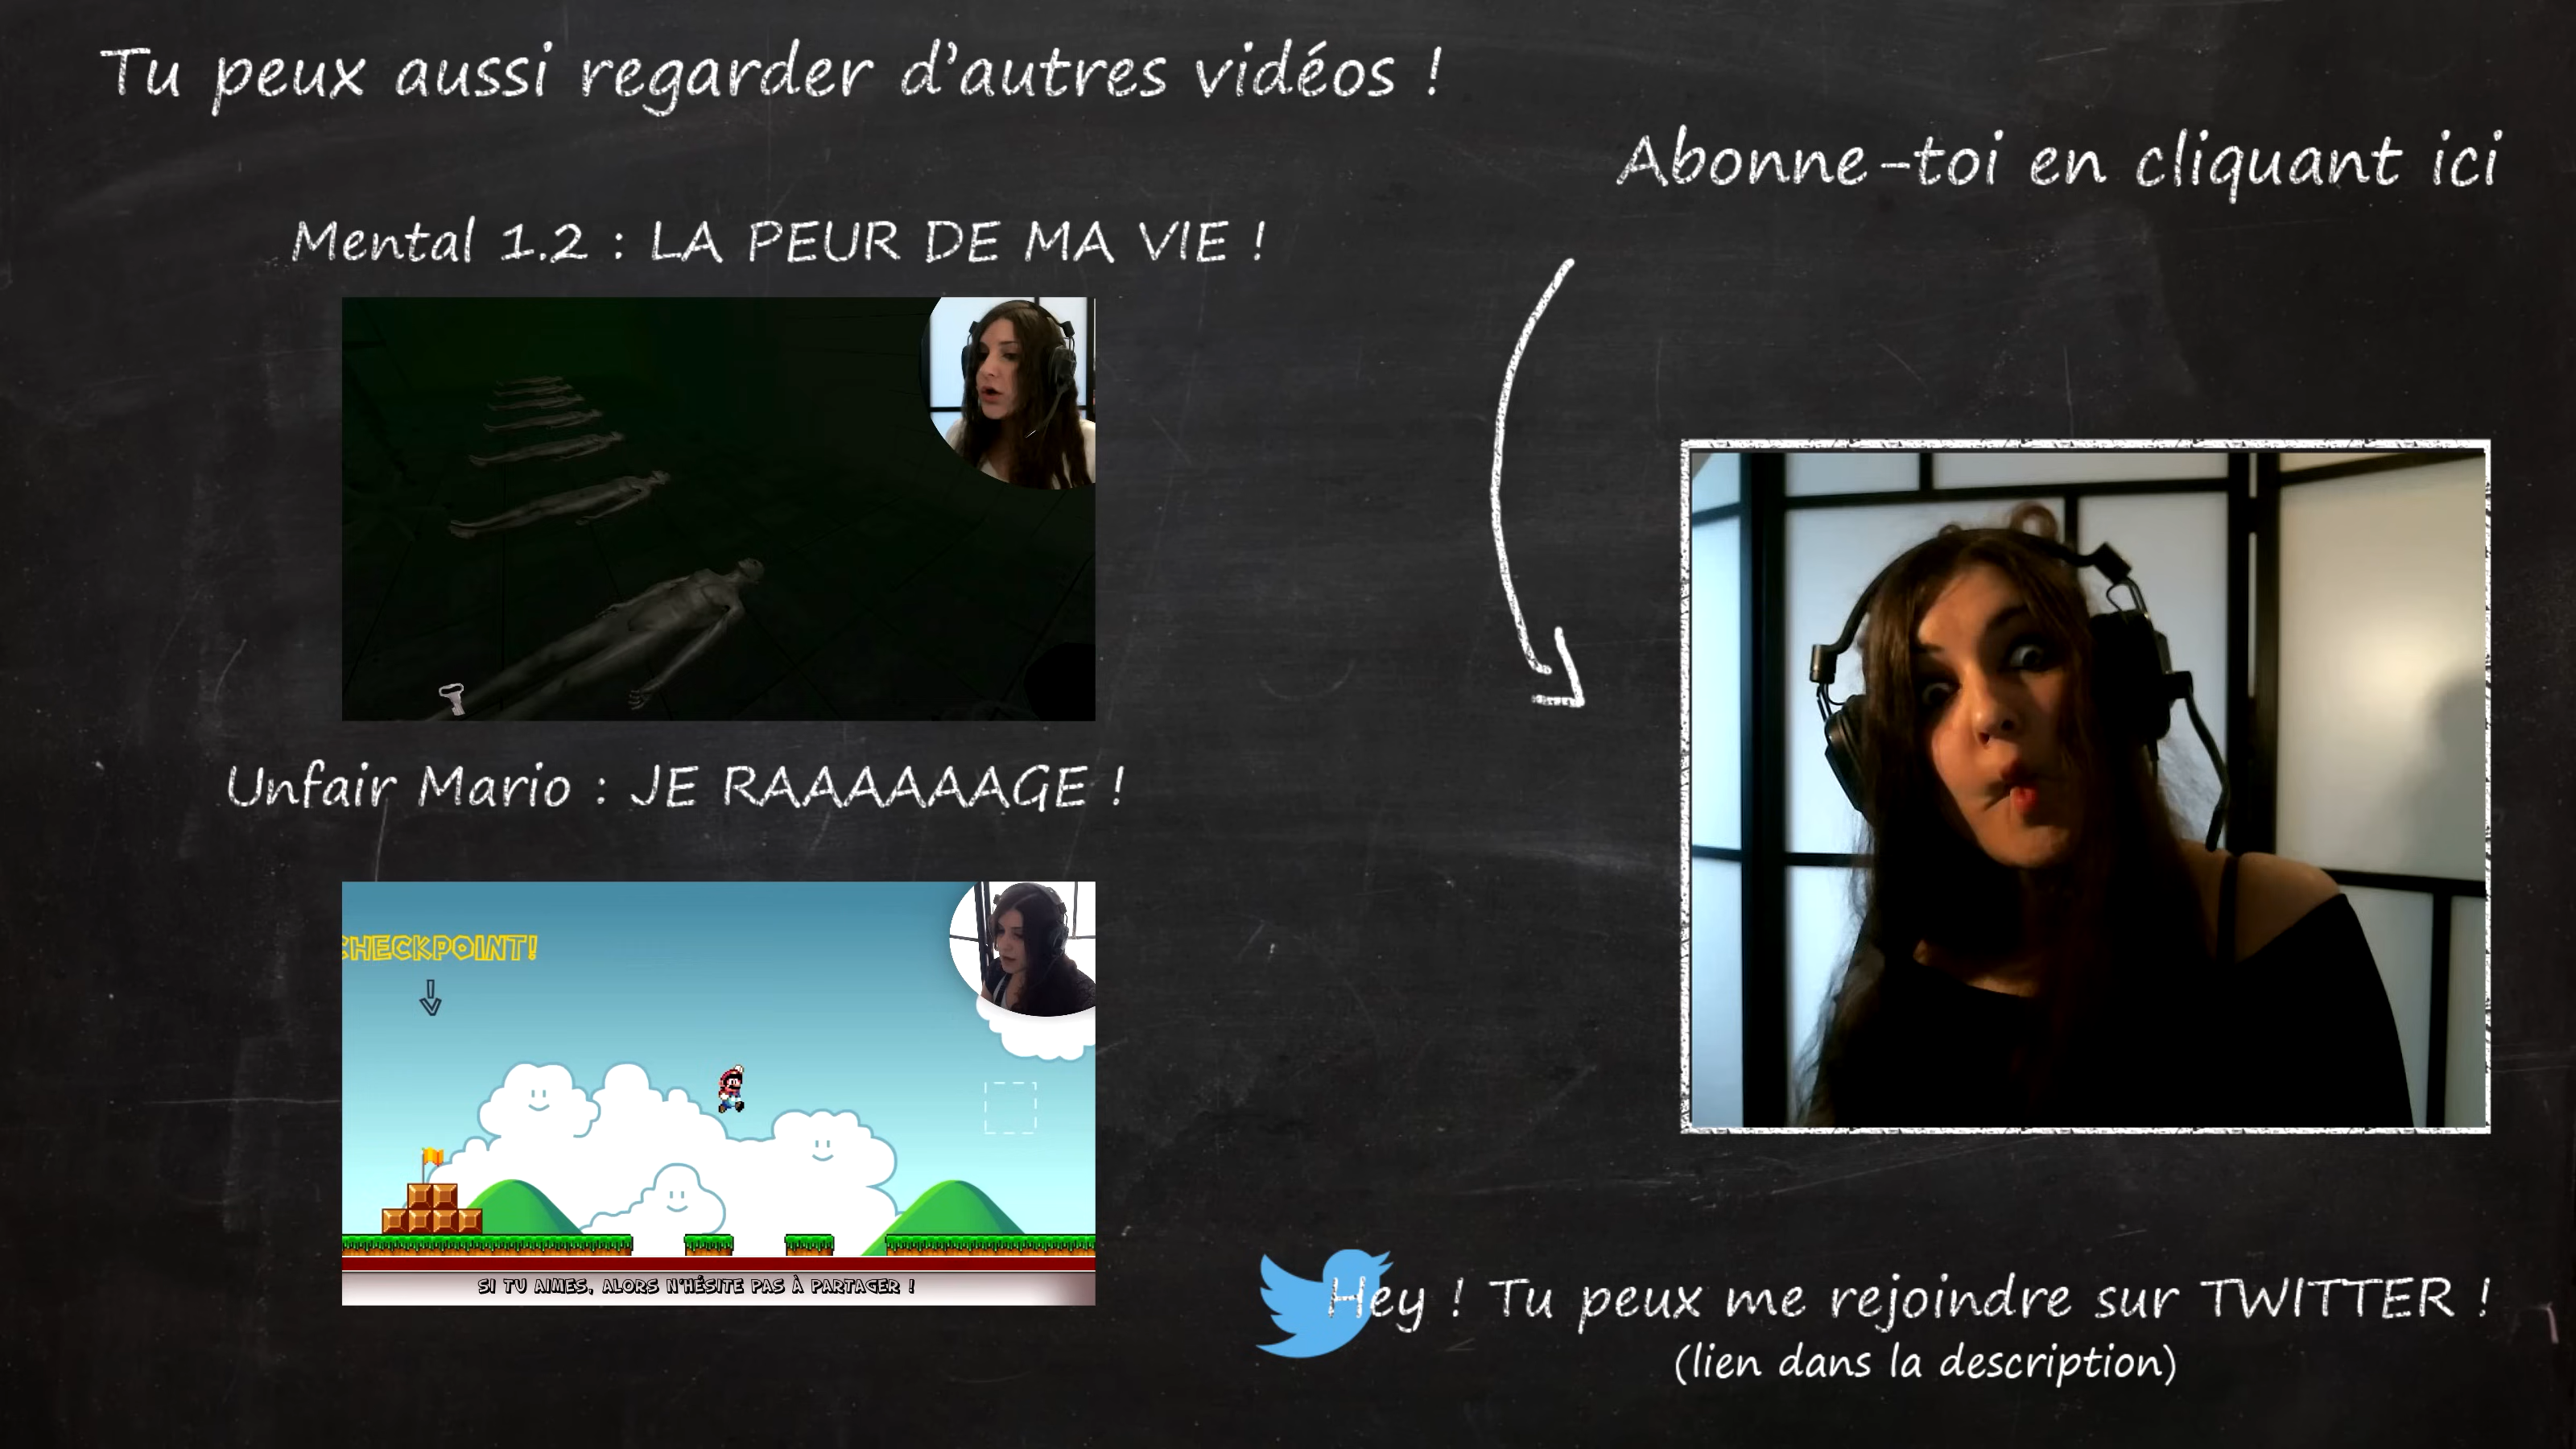 Tu peux aussi regarder d'autres vidéos !
Abonne-toi en cliquant ici
Mental 1.2 : LA PEUR DE MA VIE !
Unfair Mario : JE RAAAAAAGE !
CHECKPOINT!
SI TU AIMES, ALORS N'HÉSITE PAS À PARTAGER !
Hey ! Tu peux me rejoindre sur TWITTER !
(lien dans la description)